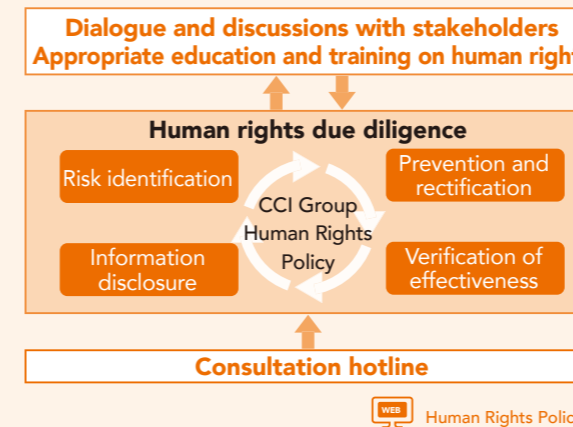 Dialogue and discussions with stakeholders
Appropriate education and training on human right
Human rights due diligence
Risk identification
Prevention and
rectification
CCI Group
Human Rights
Policy
Information
disclosure
Verification of
effectiveness
Consultation hotline
WEB
Human Rights Polic